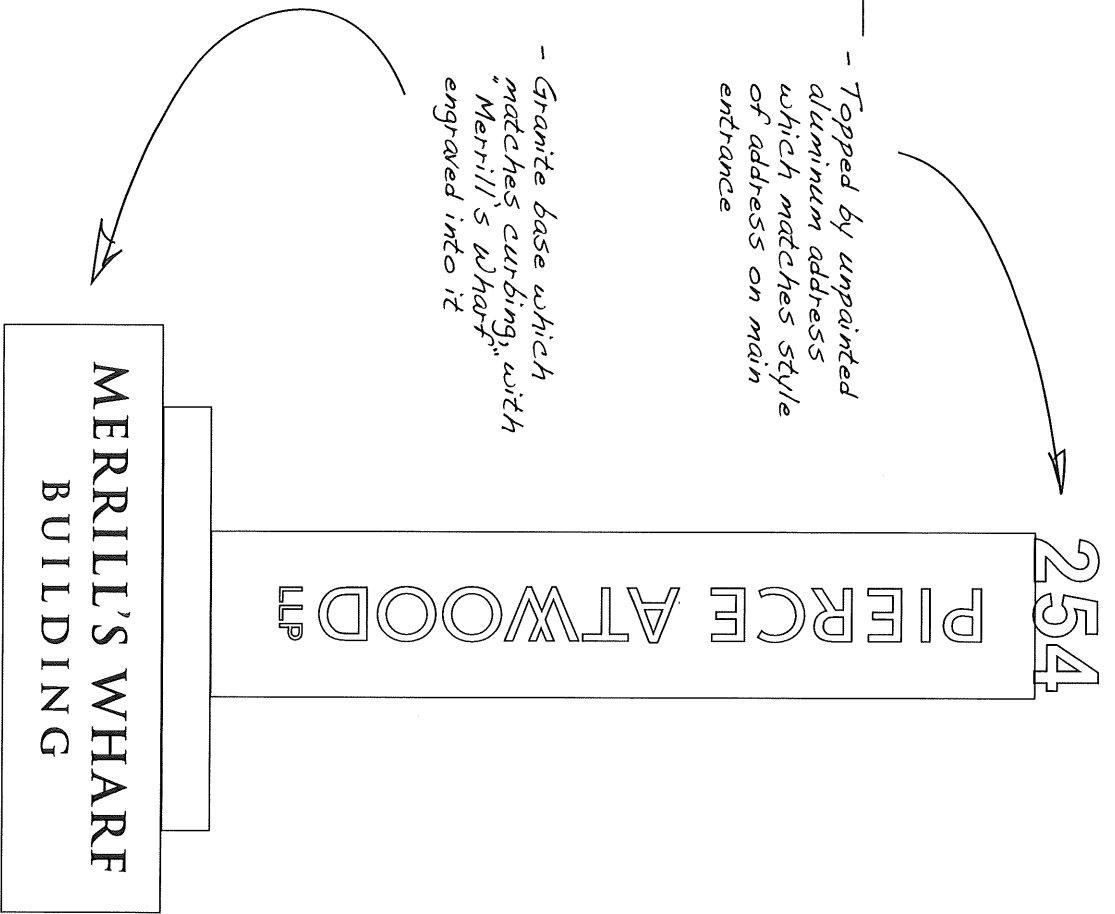 - Topped by unpainted
aluminum address
which matches style
of address on main
entrance
- Granite base which
matches curbing, with
"Merrill's Wharf"
engraved into it
254
PIERCE ATWOOD
LLP
MERRILL'S WHARF
BUILDING